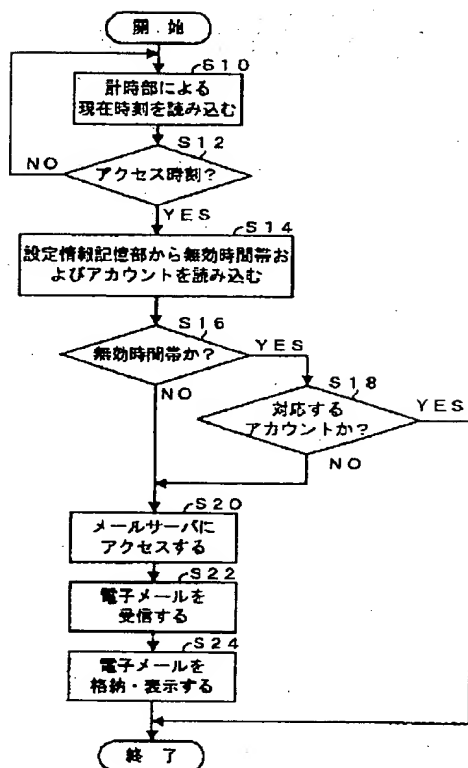 開 始
S10
計時部による
現在時刻を読み込む
S12
NO
アクセス時刻?
YES
S14
設定情報記憶部から無効時間帯お
よびアカウントを読み込む
S16
無効時間帯か?
YES
NO
S18
対応する
アカウントか?
YES
NO
S20
メールサーバに
アクセスする
S22
電子メールを
受信する
S24
電子メールを
格納・表示する
終 了